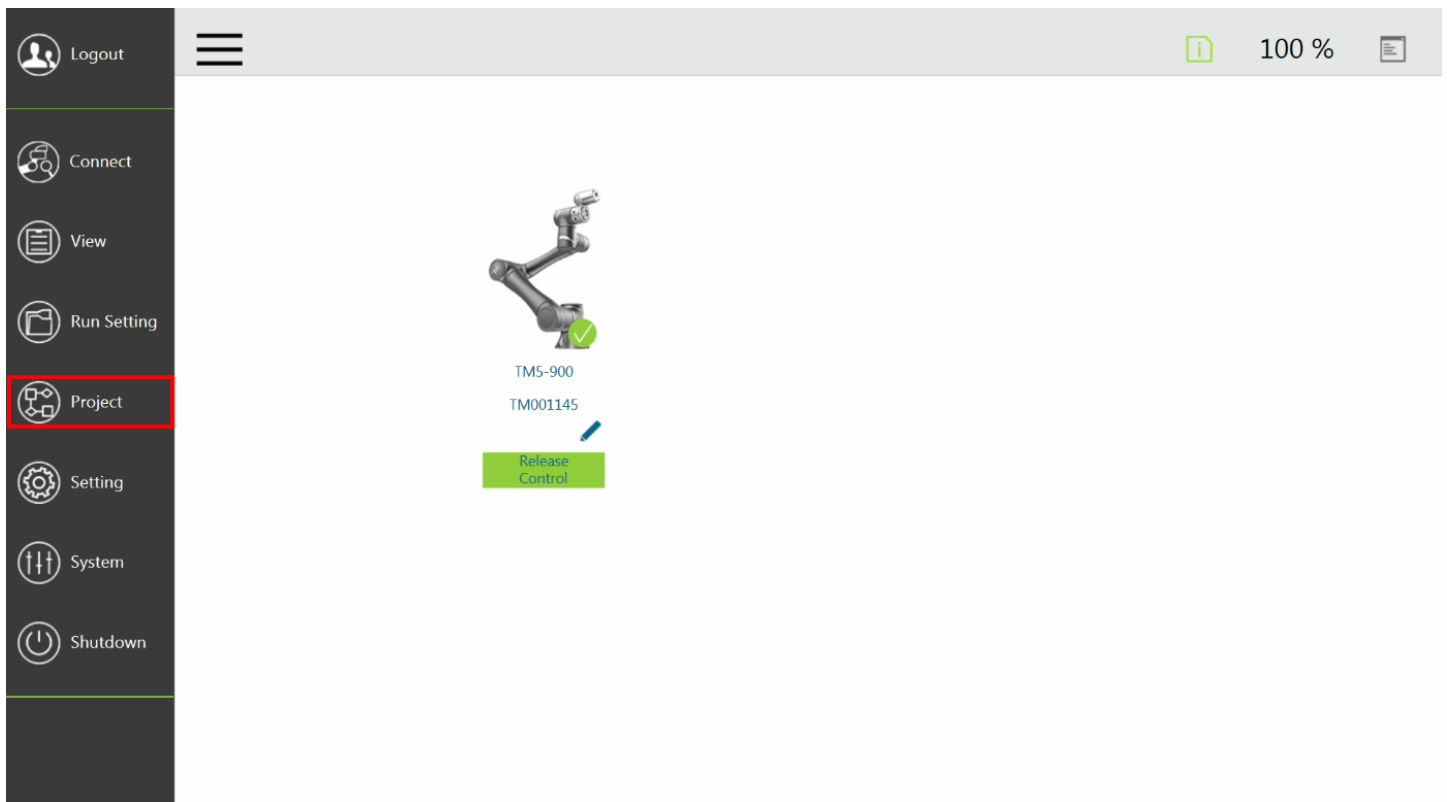 Logout
100 %
Connect
View
Run Setting
Project
Setting
System
Shutdown
TM5-900
TM001145
Release
Control